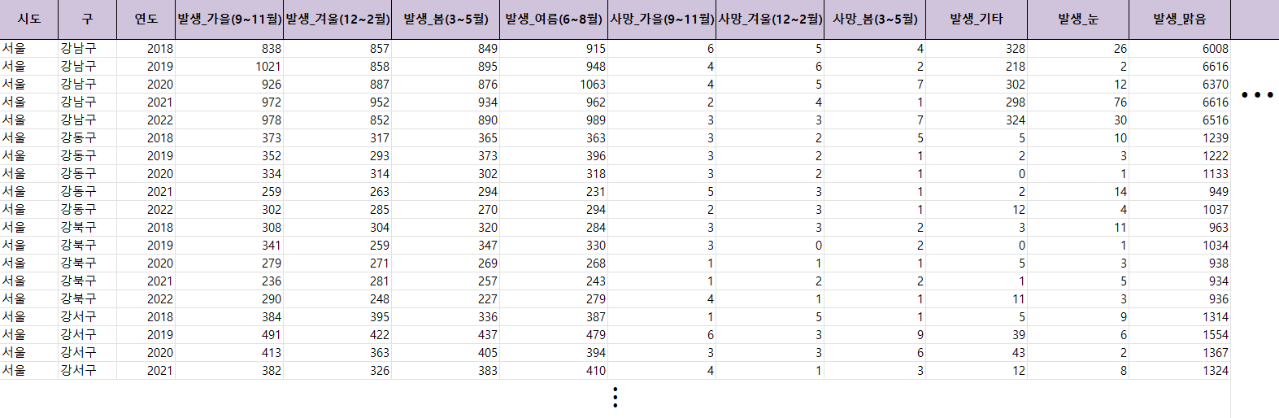 시도 구 연도 발생_가을(9~11월) 발생_겨울(12~2월) 발생_봄(3~5월) 발생_여름(6~8월) 사망_가을(9~11월) 사망_겨울(12~2월) 사망_봄(3~5월) 발생_기타 발생_눈 발생_맑음
서울 강남구 2018 838 857 849 915 6 5 4 328 26 6008
서울 강남구 2019 1021 858 895 948 4 6 2 218 2 6616
서울 강남구 2020 926 887 876 1063 4 5 7 302 12 6370
서울 강남구 2021 972 952 934 962 2 4 1 298 76 6616
서울 강남구 2022 978 852 890 989 3 3 7 324 30 6516
서울 강동구 2018 373 317 365 363 3 2 5 5 10 1239
서울 강동구 2019 352 293 373 396 3 2 1 2 3 1222
서울 강동구 2020 334 314 302 318 3 2 1 0 1 1133
서울 강동구 2021 259 263 294 231 5 3 1 2 14 949
서울 강동구 2022 302 285 270 294 2 3 1 12 4 1037
서울 강북구 2018 308 304 320 284 3 3 2 3 11 963
서울 강북구 2019 341 259 347 330 3 0 2 0 1 1034
서울 강북구 2020 279 271 269 268 1 1 1 5 3 938
서울 강북구 2021 236 281 257 243 1 2 2 1 5 934
서울 강북구 2022 290 248 227 279 4 1 1 11 3 936
서울 강서구 2018 384 395 336 387 1 5 1 5 9 1314
서울 강서구 2019 491 422 437 479 6 3 9 39 6 1554
서울 강서구 2020 413 363 405 394 3 3 6 43 2 1367
서울 강서구 2021 382 326 383 410 4 1 3 12 8 1324